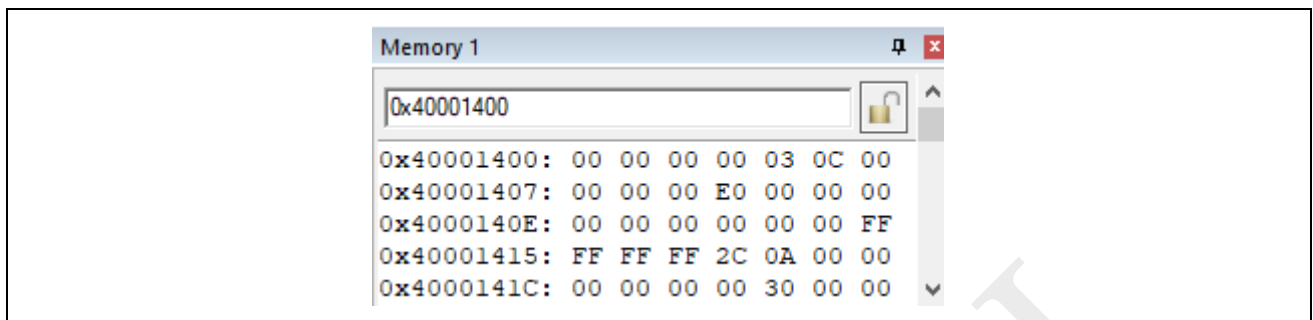 Memory 1
0x40001400
0x40001400: 00 00 00 00 03 0C 00
0x40001407: 00 00 00 E0 00 00 00
0x4000140E: 00 00 00 00 00 00 FF
0x40001415: FF FF FF 2C 0A 00 00
0x4000141C: 00 00 00 00 30 00 00